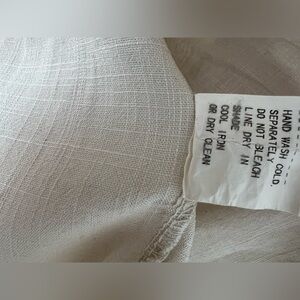 HAND WASH COLD.
SEPARATELY
DO NOT BLEACH
LINE DRY IN
SHADE
COOL IRON
OR DRY CLEAN